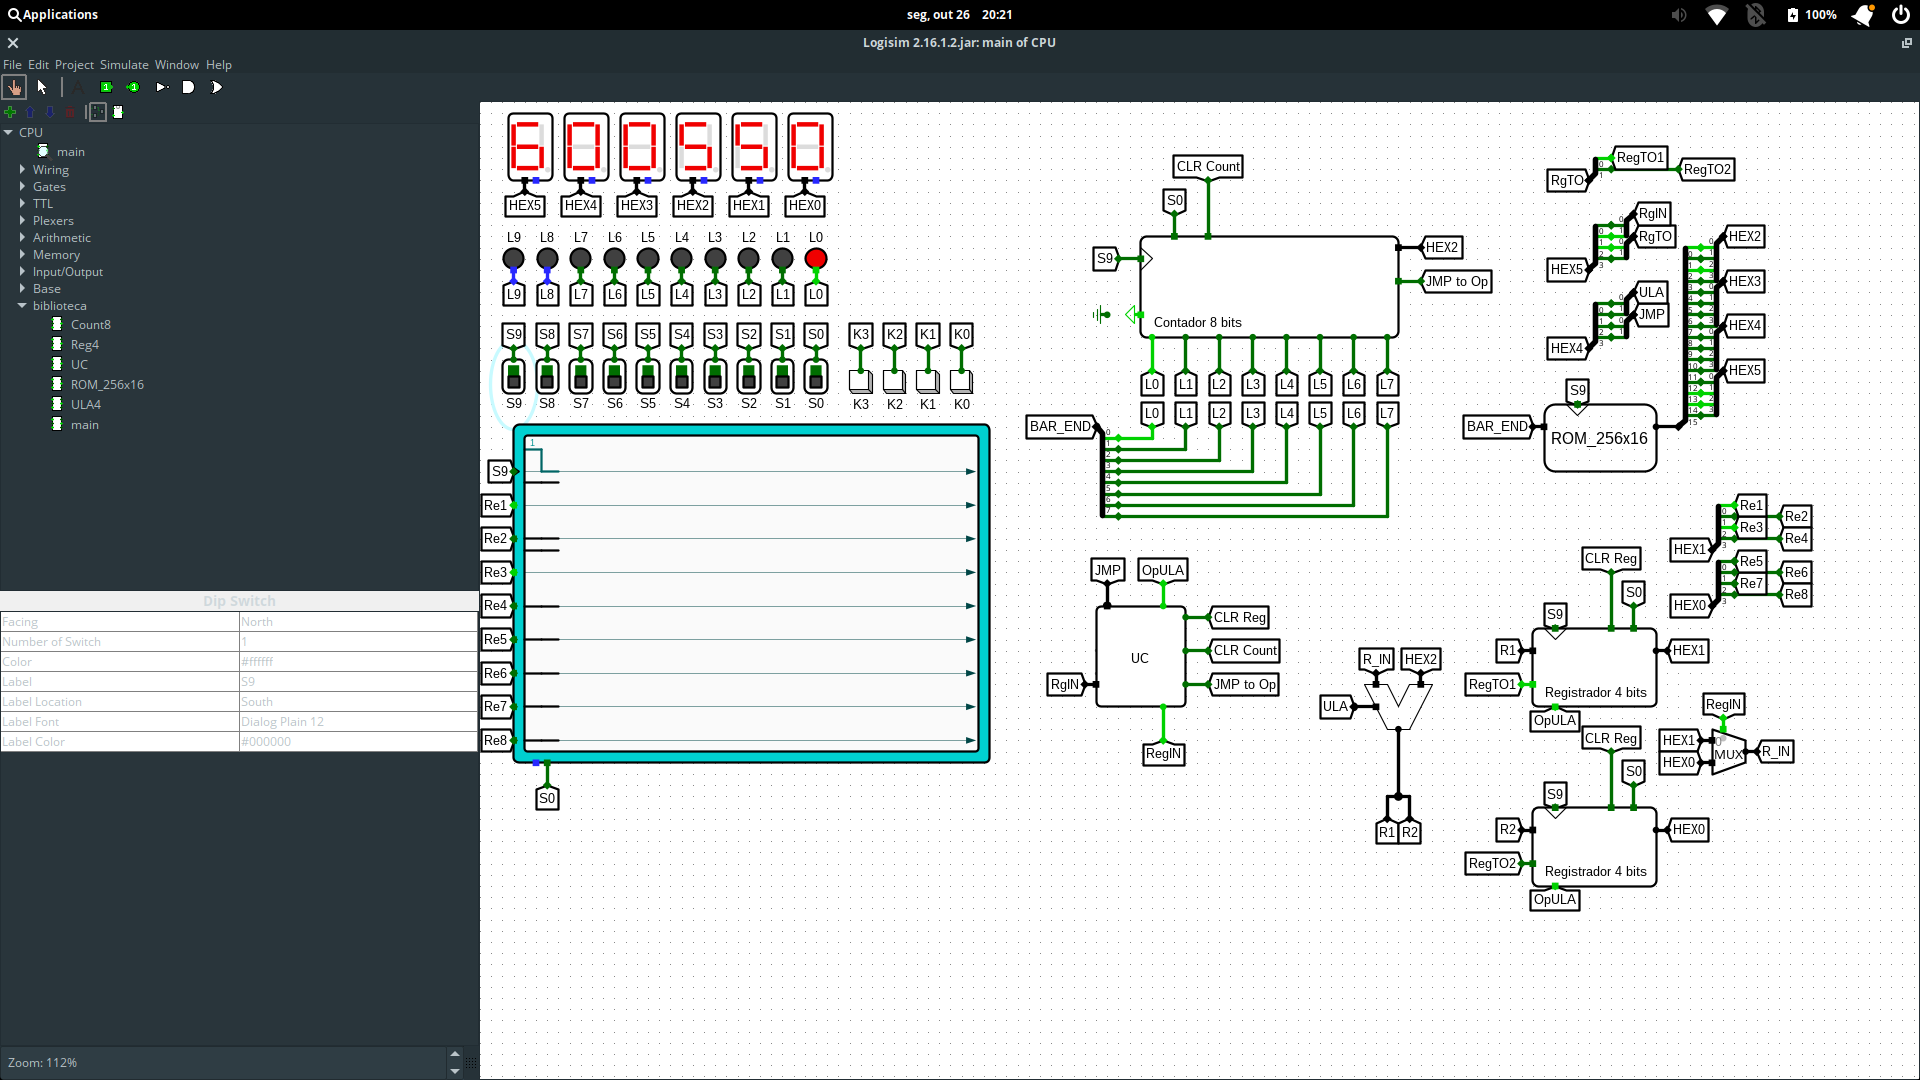 Applications
seg, out 26 20:21
100%
Logisim 2.16.1.2.jar: main of CPU
File Edit Project Simulate Window Help
CPU
main
Wiring
Gates
TTL
Plexers
Arithmetic
Memory
Input/Output
Base
biblioteca
Count8
Reg4
UC
ROM_256x16
ULA4
main
Dip Switch
Facing North
Number of Switch 1
Color #ffffff
Label S9
Label Location South
Label Font Dialog Plain 12
Label Color #000000
Zoom: 112%
HEX5 HEX4 HEX3 HEX2 HEX1 HEX0
L9 L8 L7 L6 L5 L4 L3 L2 L1 L0
L9 L8 L7 L6 L5 L4 L3 L2 L1 L0
S9 S8 S7 S6 S5 S4 S3 S2 S1 S0 K3 K2 K1 K0
S9 S8 S7 S6 S5 S4 S3 S2 S1 S0 K3 K2 K1 K0
1
S9
Re1
Re2
Re3
Re4
Re5
Re6
Re7
Re8
S0
CLR Count
S0
S9
HEX2
JMP to Op
Contador 8 bits
L0 L1 L2 L3 L4 L5 L6 L7
L0 L1 L2 L3 L4 L5 L6 L7
BAR_END
JMP OpULA
CLR Reg
CLR Count
UC
RgIN
JMP to Op
RegIN
R_IN HEX2
ULA
R1 R2
RegTO1
RegTO2
RgTO
RgIN
RgTO
HEX5
ULA
JMP
HEX4
HEX2
HEX3
HEX4
HEX5
S9
BAR_END
ROM_256x16
Re1
Re2
Re3
Re4
HEX1
Re5
Re6
Re7
Re8
HEX0
CLR Reg
S0
S9
R1
HEX1
RegTO1
Registrador 4 bits
OpULA
RegIN
HEX1
HEX0
MUX
R_IN
CLR Reg
S0
S9
R2
HEX0
RegTO2
Registrador 4 bits
OpULA